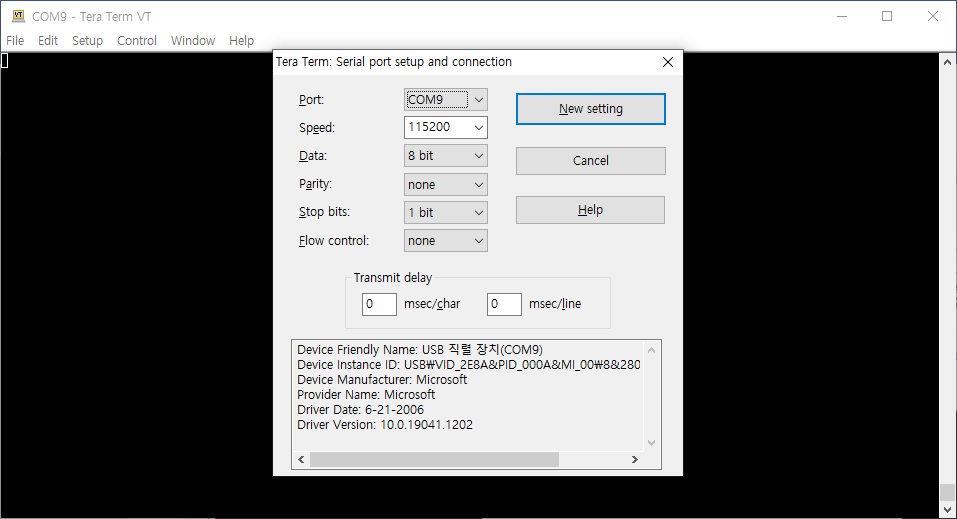 COM9 - Tera Term VT
File Edit Setup Control Window Help
Tera Term: Serial port setup and connection
Port: COM9 New setting
Speed: 115200
Data: 8 bit Cancel
Parity: none
Stop bits: 1 bit Help
Flow control: none
Transmit delay
0 msec/char 0 msec/line
Device Friendly Name: USB 직렬 장치(COM9)
Device Instance ID: USB₩VID_2E8A&PID_000A&MI_00₩8&280
Device Manufacturer: Microsoft
Provider Name: Microsoft
Driver Date: 6-21-2006
Driver Version: 10.0.19041.1202